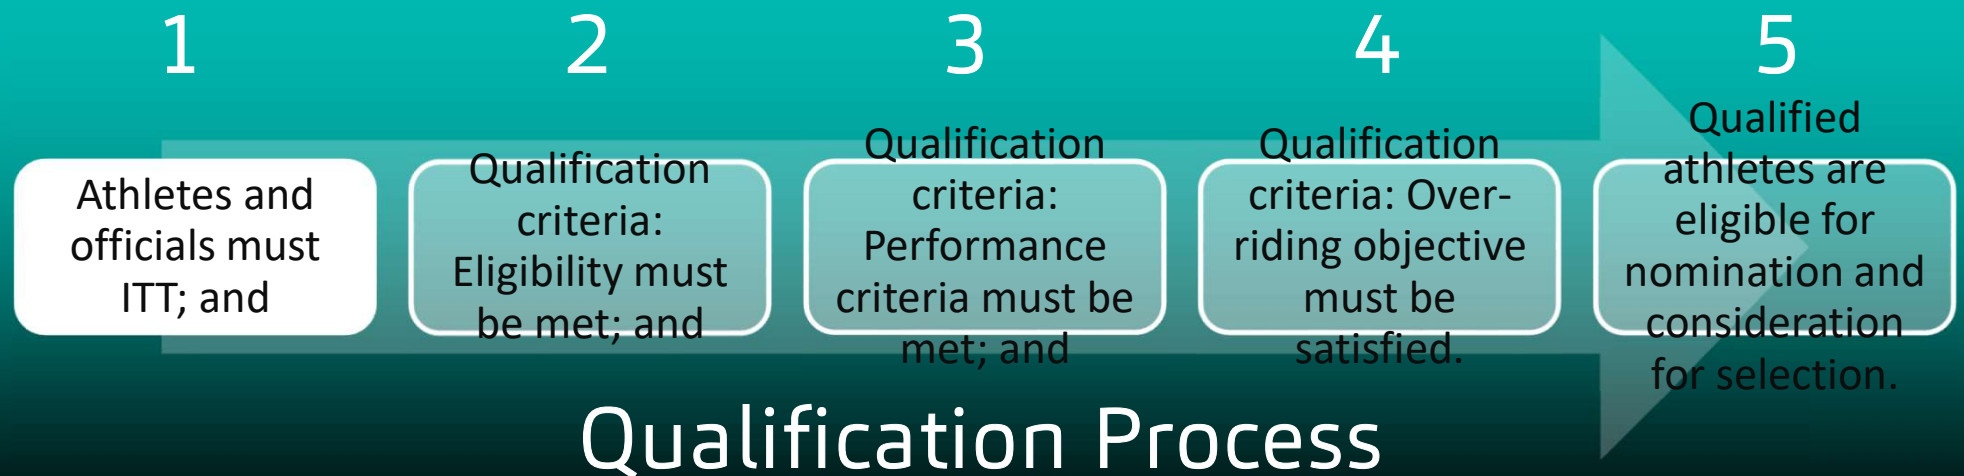 1
Athletes and
officials must
ITT; and
2
Qualification
criteria:
Eligibility must
be met; and
3
Qualification
criteria:
Performance
criteria must be
met; and
4
Qualification
criteria: Over-
riding objective
must be
satisfied.
5
Qualified
athletes are
eligible for
nomination and
consideration
for selection.
Qualification Process